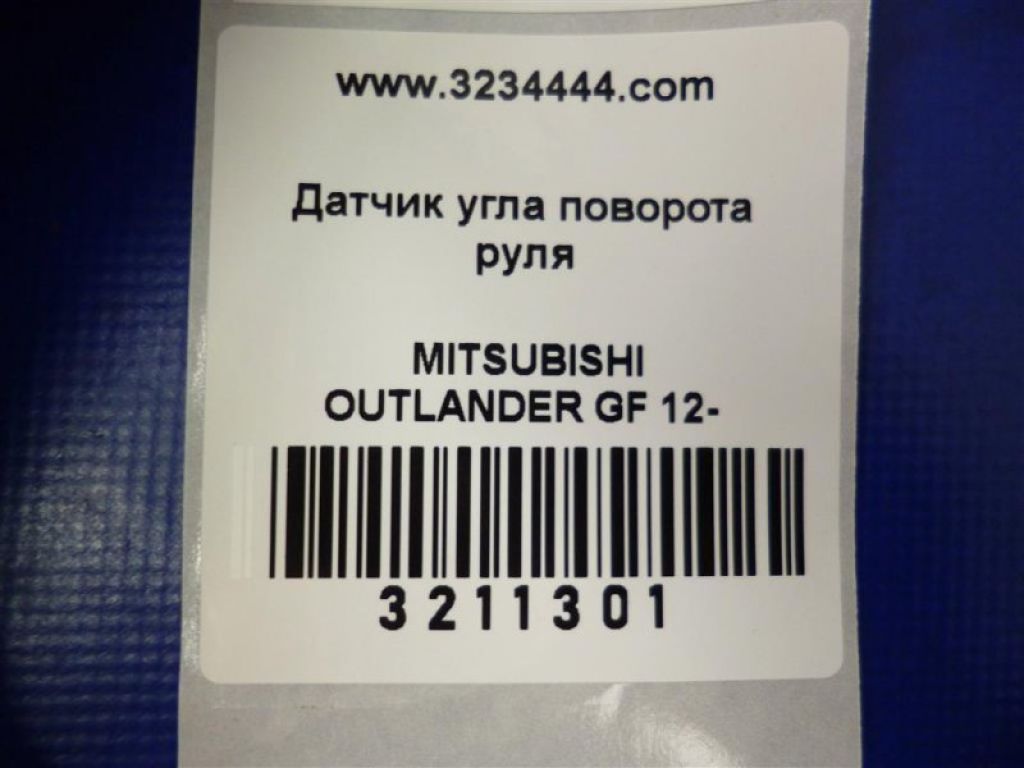 www.3234444.com
Датчик угла поворота
руля
MITSUBISHI
OUTLANDER GF 12-
3211301